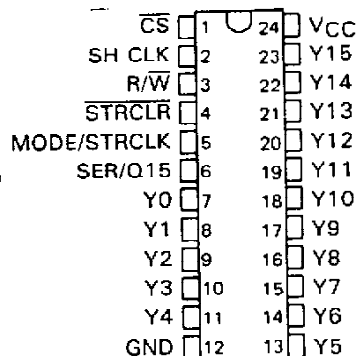 C̅S̅ 1 24 VCC
SH CLK 2 23 Y15
R/W̅ 3 22 Y14
S̅T̅R̅C̅L̅R̅ 4 21 Y13
MODE/STRCLK 5 20 Y12
SER/Q15 6 19 Y11
Y0 7 18 Y10
Y1 8 17 Y9
Y2 9 16 Y8
Y3 10 15 Y7
Y4 11 14 Y6
GND 12 13 Y5